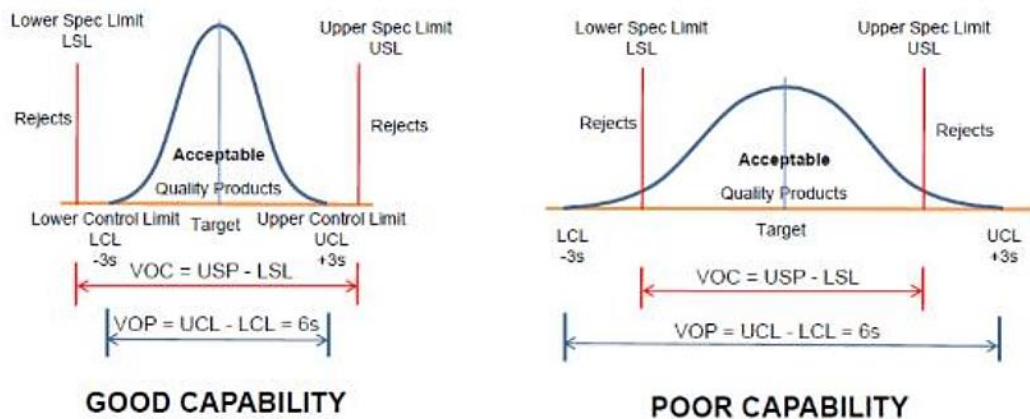 Lower Spec Limit
LSL
Upper Spec Limit
USL
Rejects
Rejects
Acceptable
Quality Products
Lower Control Limit
LCL
-3s
Target
Upper Control Limit
UCL
+3s
VOC = USP - LSL
VOP = UCL - LCL = 6s
GOOD CAPABILITY
Lower Spec Limit
LSL
Upper Spec Limit
USL
Rejects
Rejects
Acceptable
Quality Products
LCL
-3s
Target
UCL
+3s
VOC = USP - LSL
VOP = UCL - LCL = 6s
POOR CAPABILITY